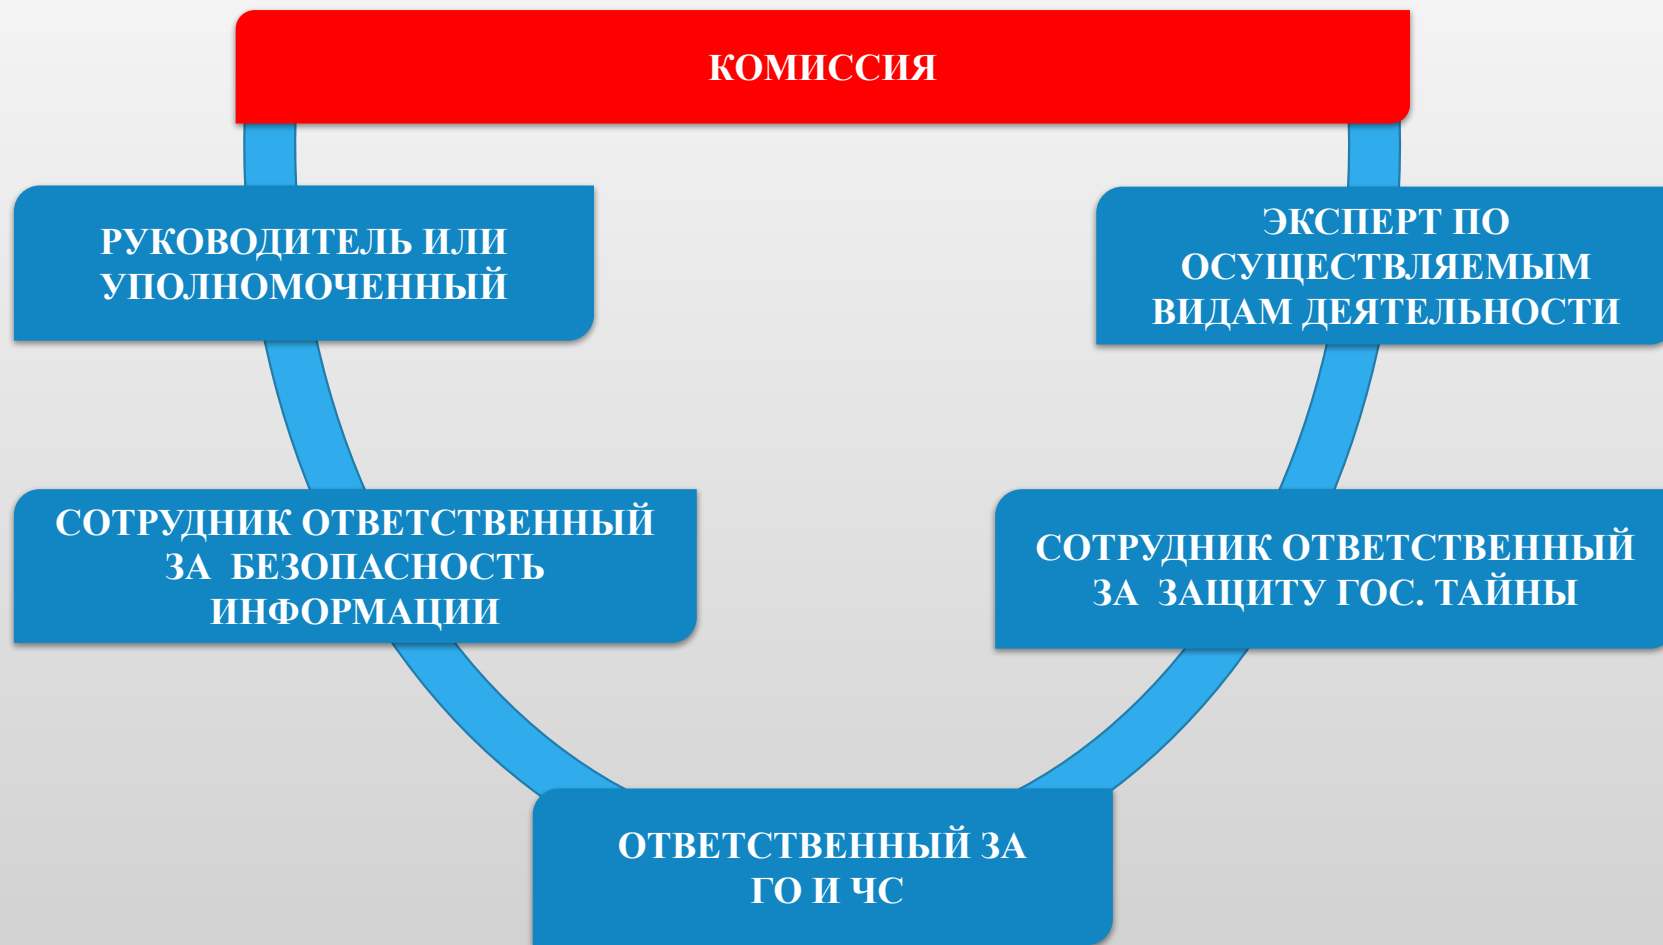 КОМИССИЯ
РУКОВОДИТЕЛЬ ИЛИ
УПОЛНОМОЧЕННЫЙ
ЭКСПЕРТ ПО
ОСУЩЕСТВЛЯЕМЫМ
ВИДАМ ДЕЯТЕЛЬНОСТИ
СОТРУДНИК ОТВЕТСТВЕННЫЙ
ЗА БЕЗОПАСНОСТЬ
ИНФОРМАЦИИ
СОТРУДНИК ОТВЕТСТВЕННЫЙ
ЗА ЗАЩИТУ ГОС. ТАЙНЫ
ОТВЕТСТВЕННЫЙ ЗА
ГО И ЧС